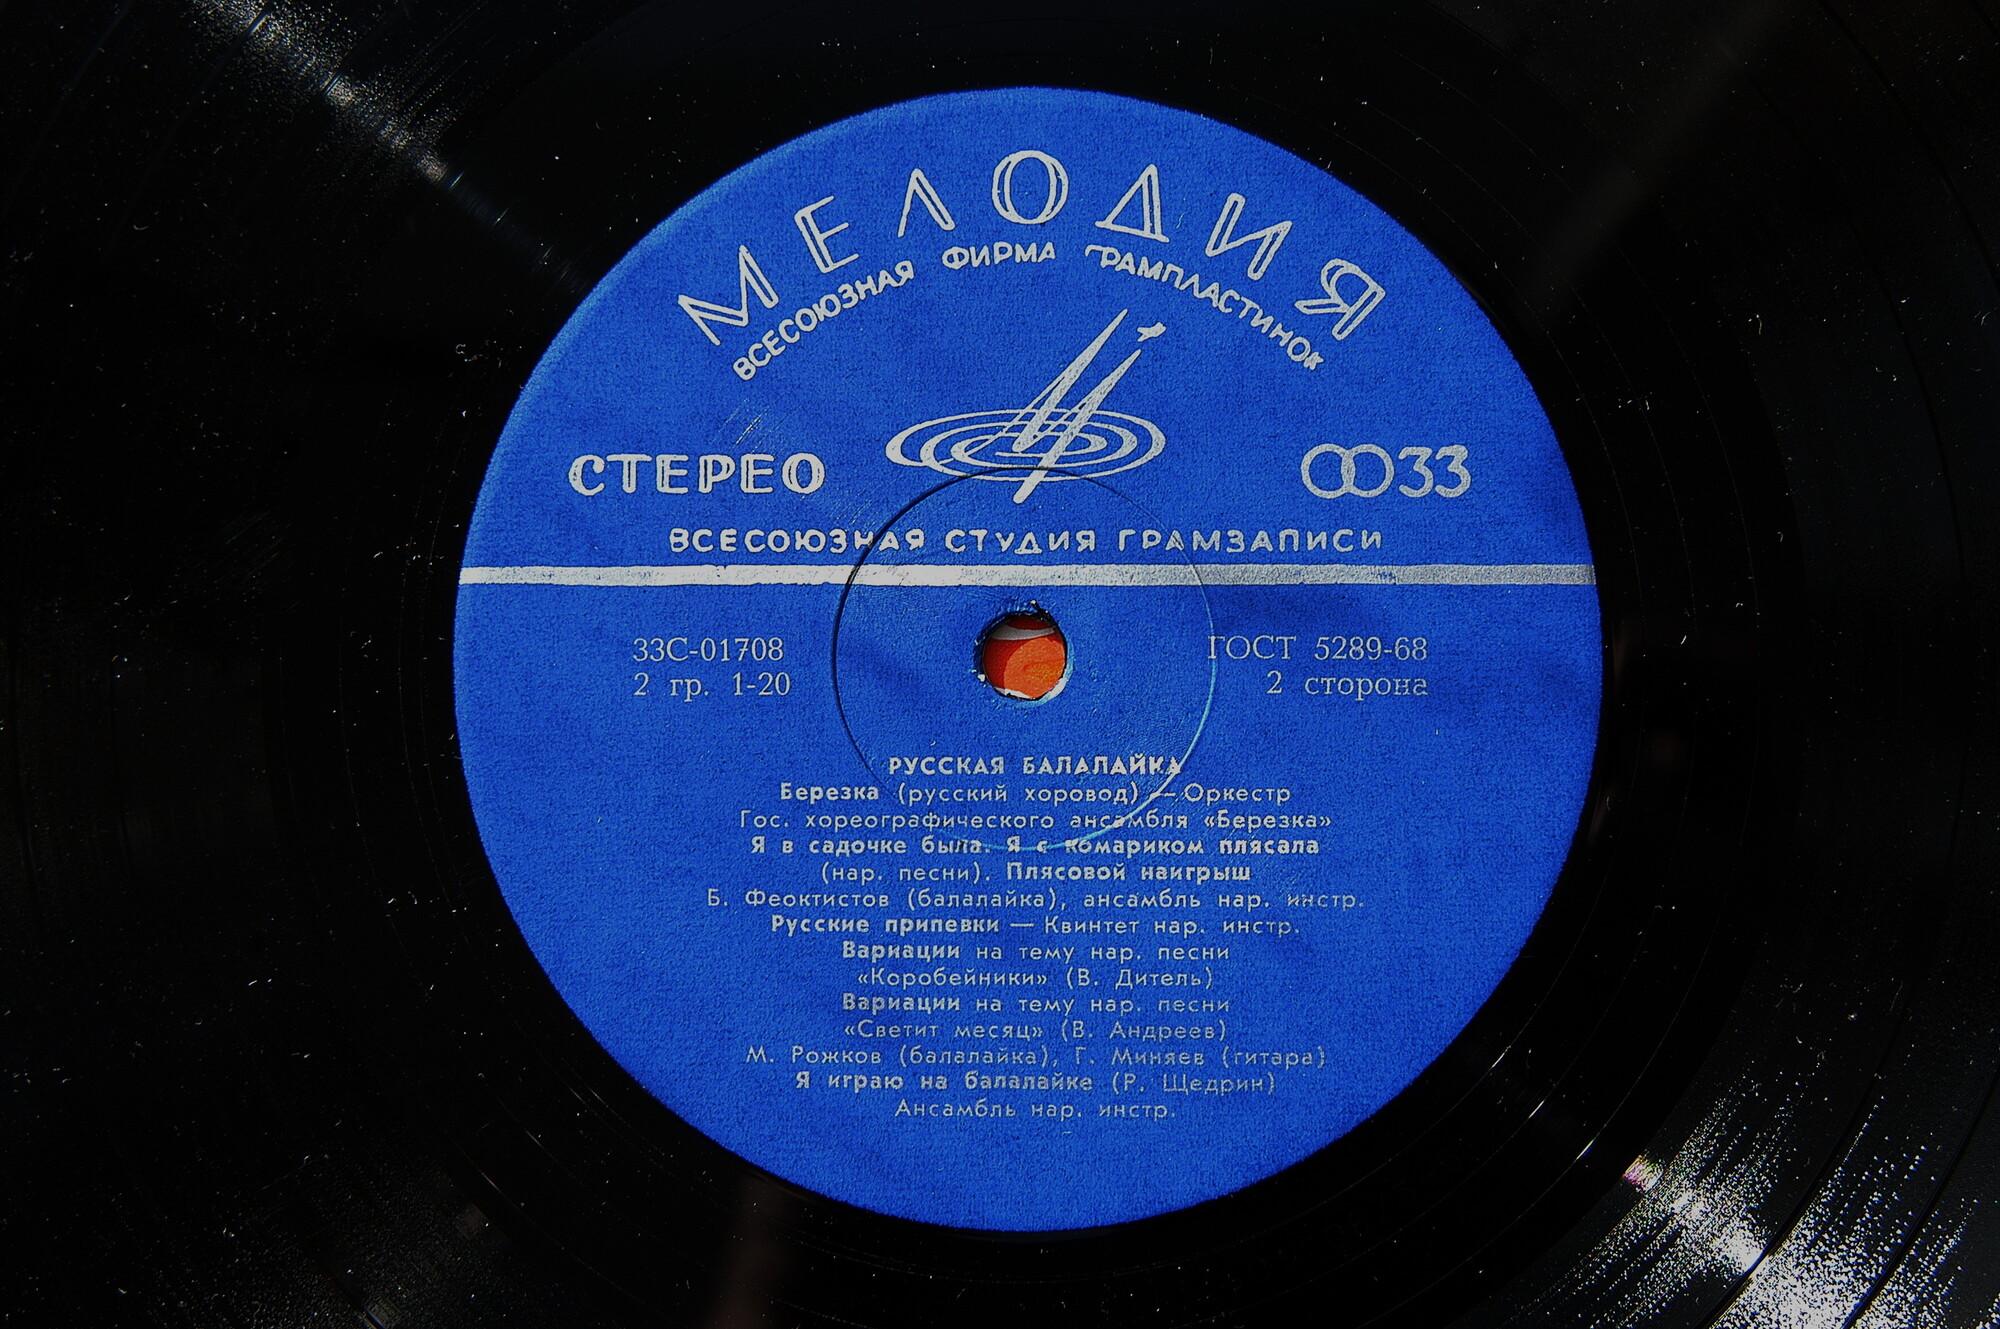 МЕЛОДИЯ
ВСЕСОЮЗНАЯ ФИРМА ГРАМПЛАСТИНОК
СТЕРЕО
33
ВСЕСОЮЗНАЯ СТУДИЯ ГРАМЗАПИСИ
33С-01708
2 гр. 1-20
ГОСТ 5289-68
2 сторона
РУССКАЯ БАЛАЛАЙКА
Березка (русский хоровод) — Оркестр
Гос. хореографического ансамбля «Березка»
Я в садочке была. Я с комариком плясала
(нар. песни). Плясовой наигрыш
Б. Феоктистов (балалайка), ансамбль нар. инстр.
Русские припевки — Квинтет нар. инстр.
Вариации на тему нар. песни
«Коробейники» (В. Дитель)
Вариации на тему нар. песни
«Светит месяц» (В. Андреев)
М. Рожков (балалайка), Г. Миняев (гитара)
Я играю на балалайке (Р. Щедрин)
Ансамбль нар. инстр.